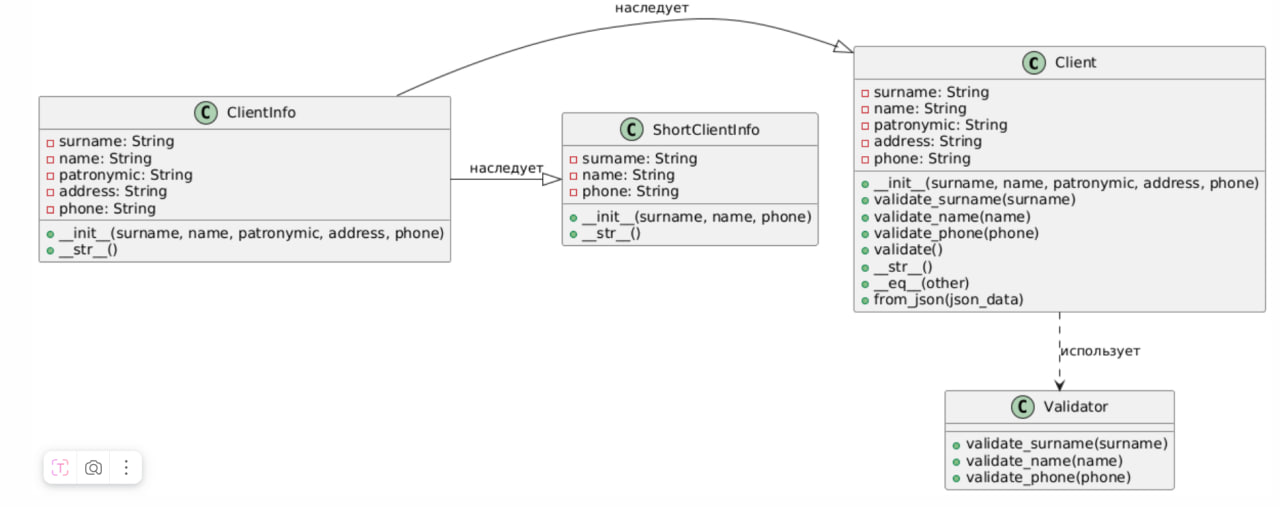 наследует
C ClientInfo
surname: String
name: String
patronymic: String
address: String
phone: String
__init__(surname, name, patronymic, address, phone)
__str__()
наследует
C ShortClientInfo
surname: String
name: String
phone: String
__init__(surname, name, phone)
__str__()
C Client
surname: String
name: String
patronymic: String
address: String
phone: String
__init__(surname, name, patronymic, address, phone)
validate_surname(surname)
validate_name(name)
validate_phone(phone)
validate()
__str__()
__eq__(other)
from_json(json_data)
использует
C Validator
validate_surname(surname)
validate_name(name)
validate_phone(phone)
T